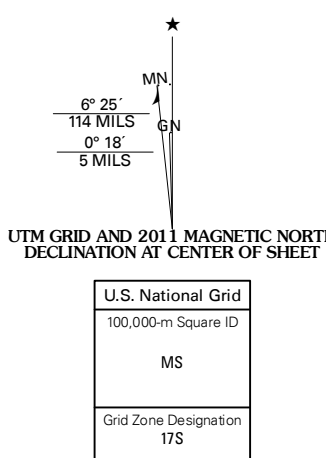 MN.
6° 25´
114 MILS
GN
0° 18´
5 MILS
UTM GRID AND 2011 MAGNETIC NORTH
DECLINATION AT CENTER OF SHEET
U.S. National Grid
100,000-m Square ID
MS
Grid Zone Designation
17S